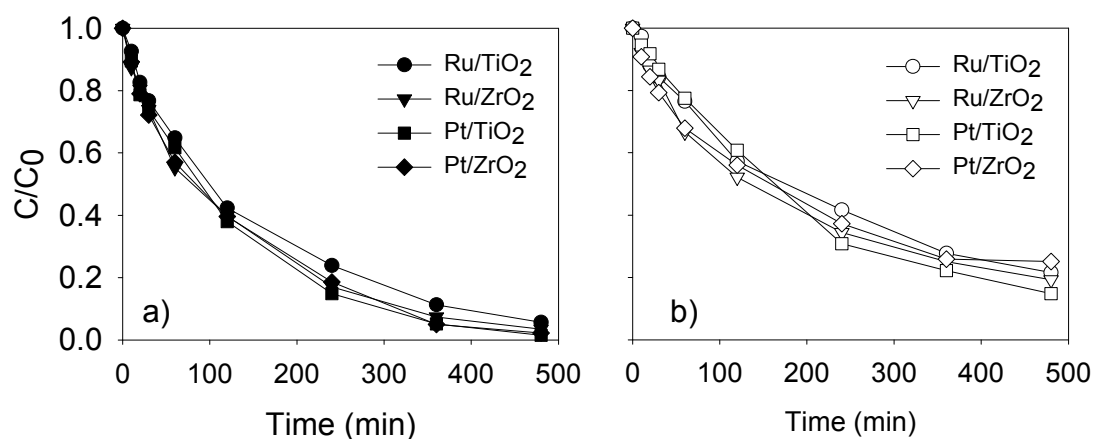 C/C0
1.0
0.8
0.6
0.4
0.2
0.0
Ru/TiO2
Ru/ZrO2
Pt/TiO2
Pt/ZrO2
a)
0 100 200 300 400 500
Time (min)
Ru/TiO2
Ru/ZrO2
Pt/TiO2
Pt/ZrO2
b)
0 100 200 300 400 500
Time (min)